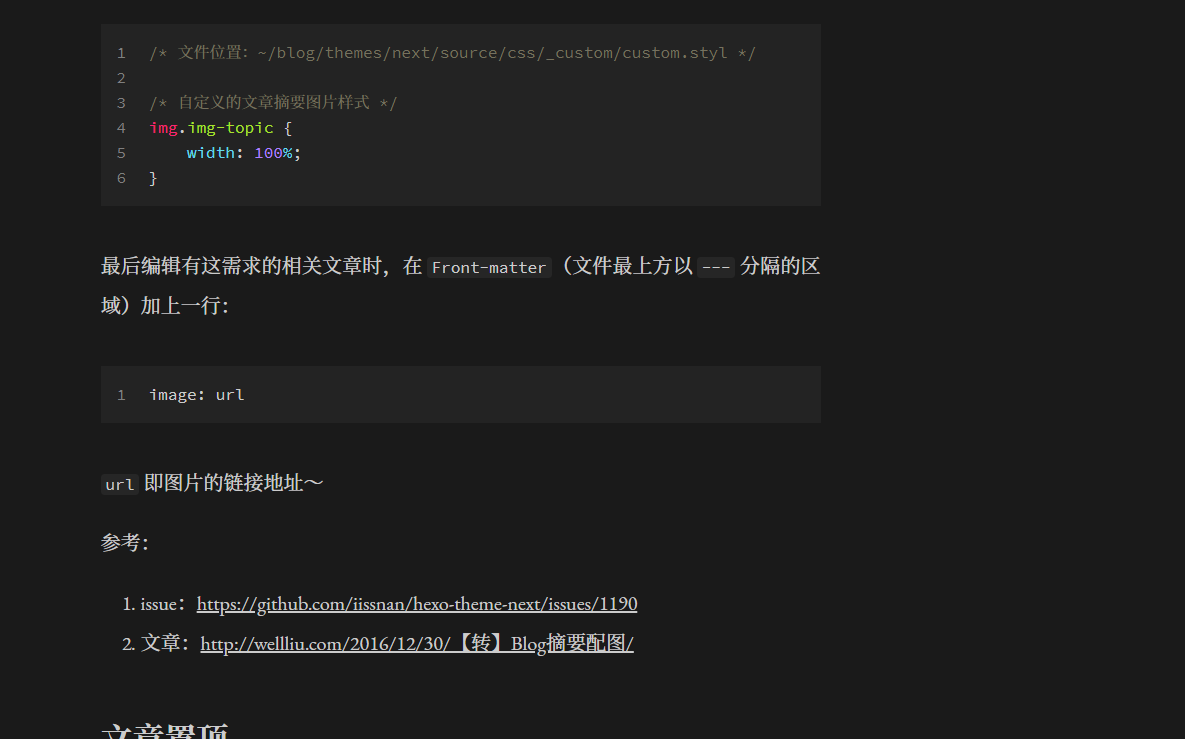 1 /* 文件位置: ~/blog/themes/next/source/css/_custom/custom.styl */
2
3 /* 自定义的文章摘要图片样式 */
4 img.img-topic {
5     width: 100%;
6 }
最后编辑有这需求的相关文章时，在 Front-matter（文件最上方以 --- 分隔的区
域）加上一行：
1 image: url
url 即图片的链接地址～
参考：
1. issue：https://github.com/iissnan/hexo-theme-next/issues/1190
2. 文章：http://wellliu.com/2016/12/30/【转】Blog摘要配图/
文章置顶